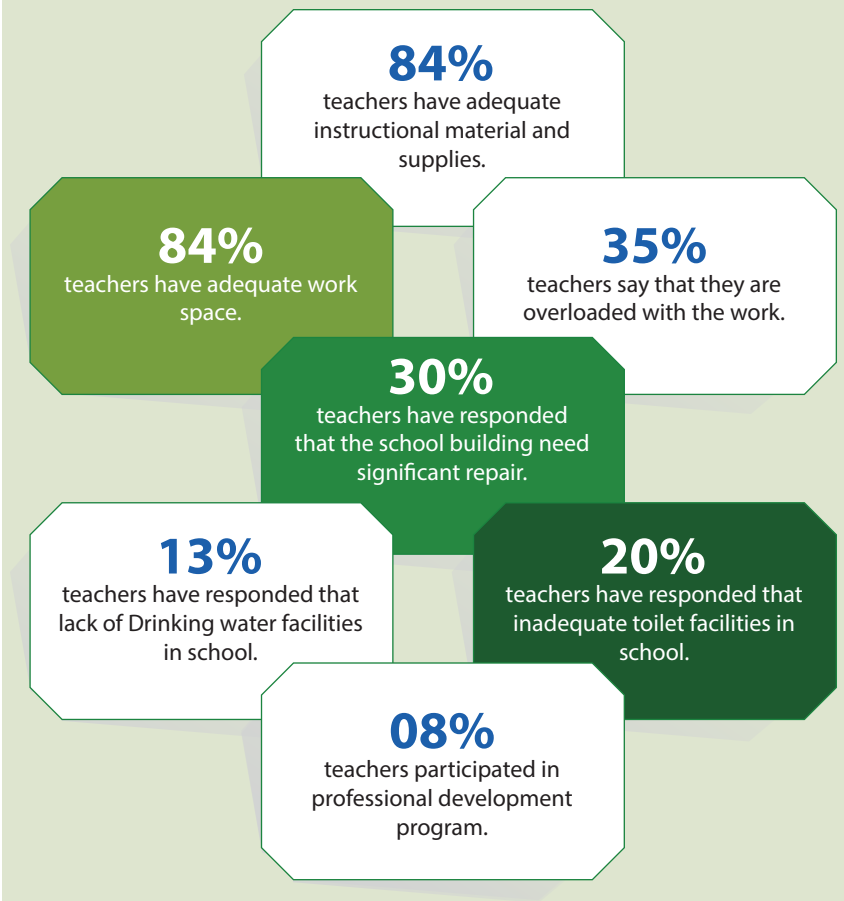 84%
teachers have adequate
instructional material and
supplies.
84%
teachers have adequate work
space.
35%
teachers say that they are
overloaded with the work.
30%
teachers have responded
that the school building need
significant repair.
13%
teachers have responded that
lack of Drinking water facilities
in school.
20%
teachers have responded that
inadequate toilet facilities in
school.
08%
teachers participated in
professional development
program.